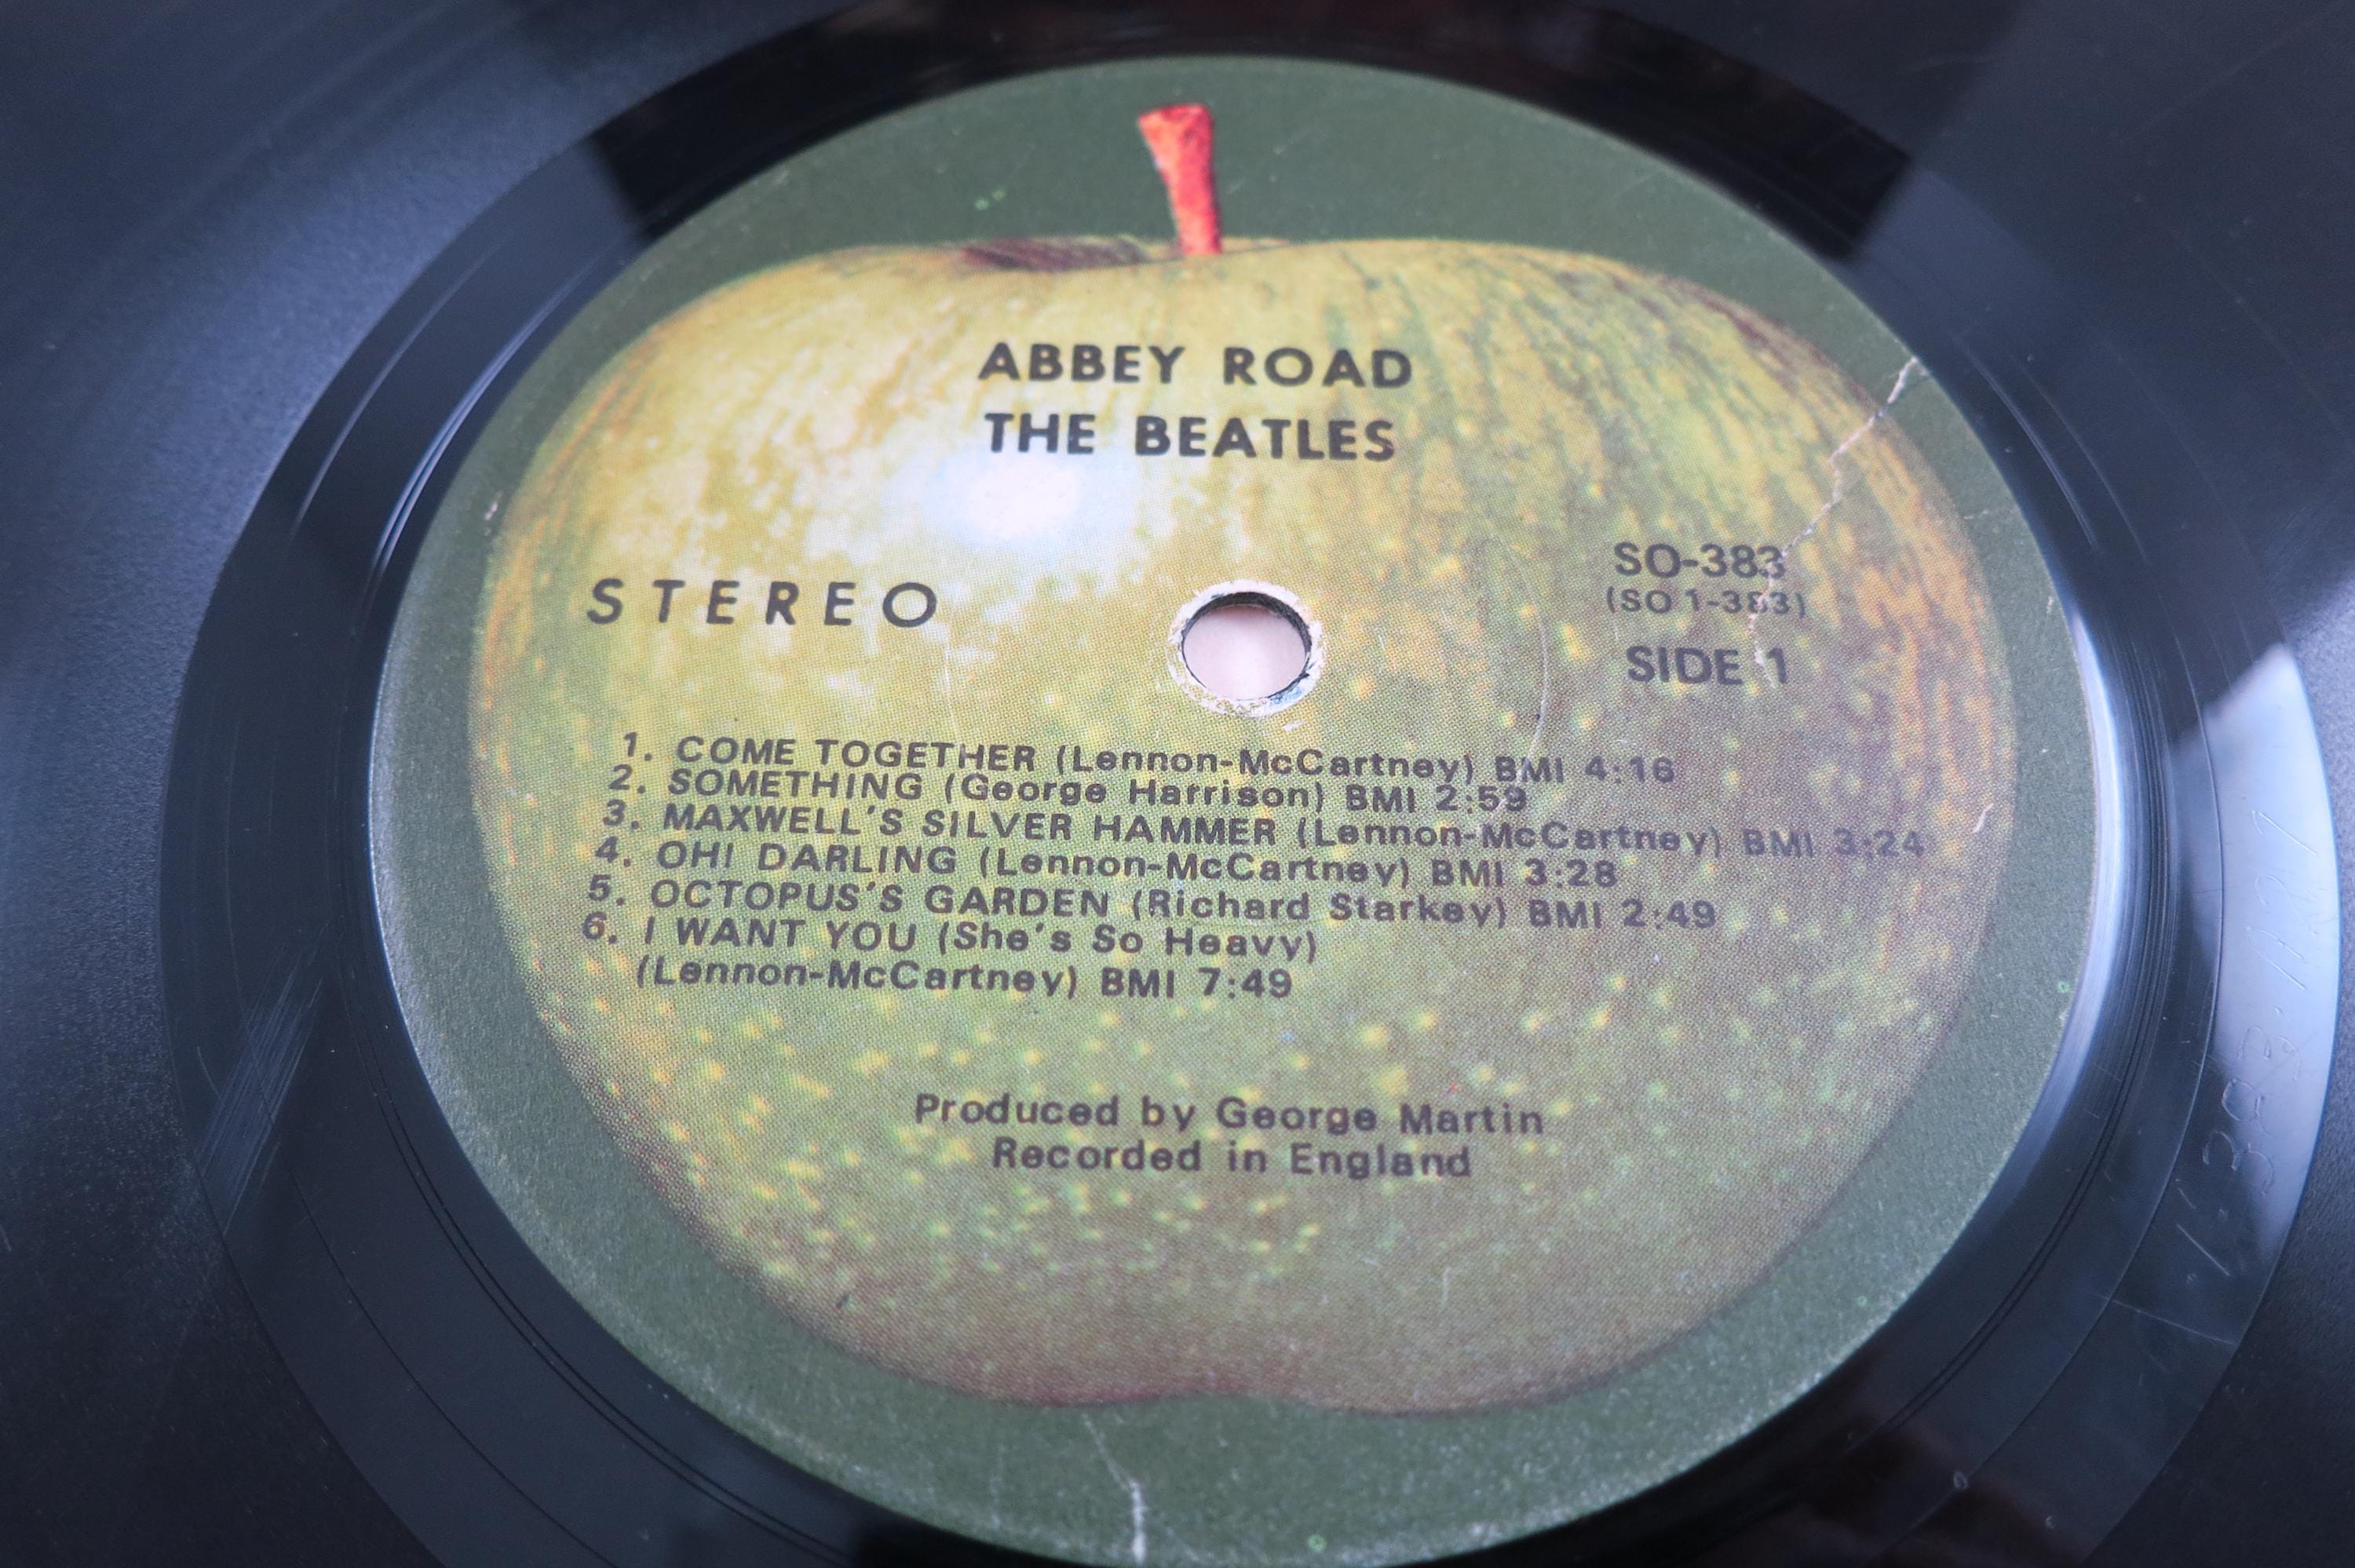 ABBEY ROAD
THE BEATLES
STEREO
SO-383
(SO 1-383)
SIDE 1
1. COME TOGETHER (Lennon-McCartney) BMI 4:16
2. SOMETHING (George Harrison) BMI 2:59
3. MAXWELL'S SILVER HAMMER (Lennon-McCartney) BMI 3:24
4. OH! DARLING (Lennon-McCartney) BMI 3:28
5. OCTOPUS'S GARDEN (Richard Starkey) BMI 2:49
6. I WANT YOU (She's So Heavy)
(Lennon-McCartney) BMI 7:49
Produced by George Martin
Recorded in England